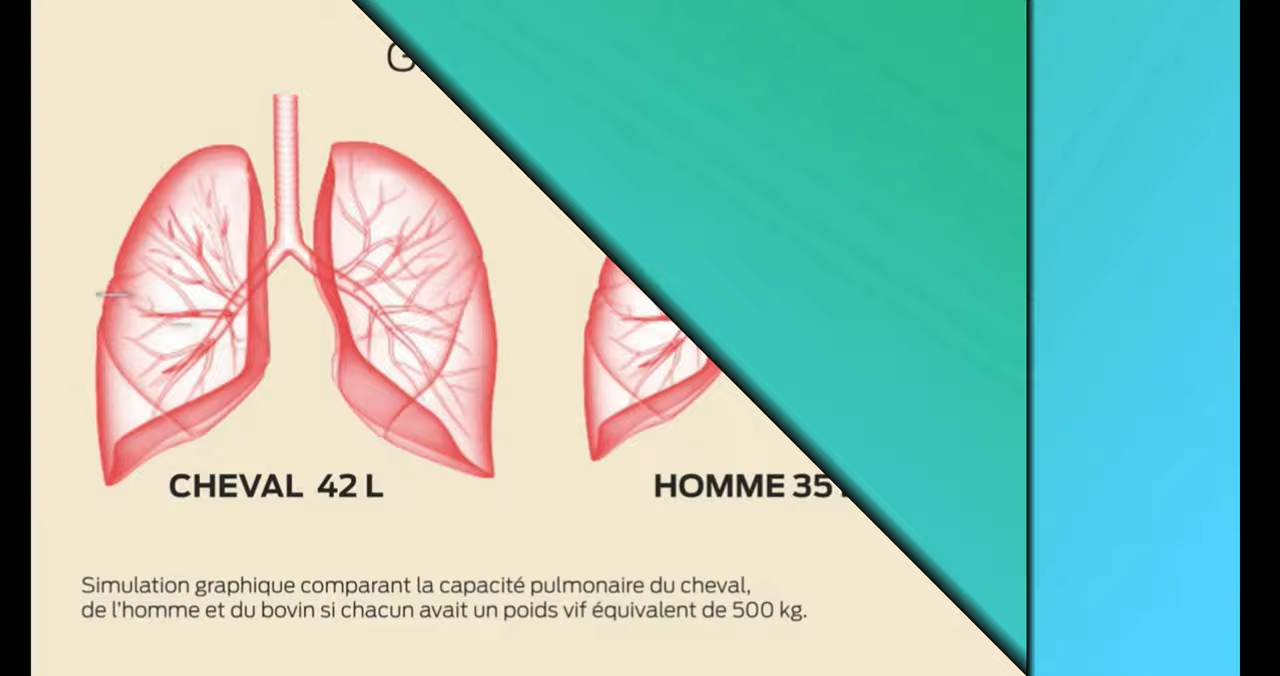 CHEVAL 42 L
HOMME 35
Simulation graphique comparant la capacité pulmonaire du cheval,
de l'homme et du bovin si chacun avait un poids vif équivalent de 500 kg.